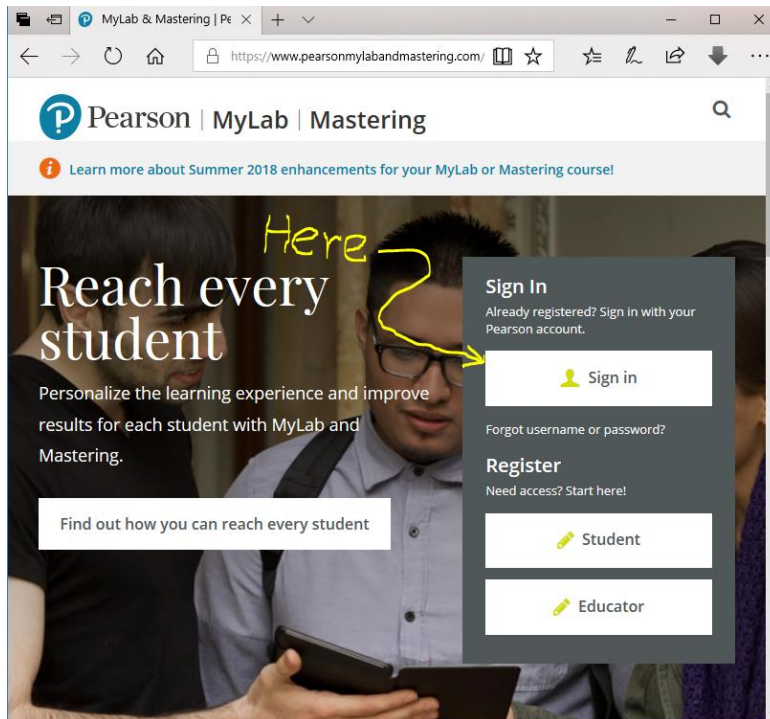 MyLab & Mastering | Pe
https://www.pearsonmylabandmastering.com/
Pearson | MyLab | Mastering
Learn more about Summer 2018 enhancements for your MyLab or Mastering course!
Here
Reach every
student
Personalize the learning experience and improve
results for each student with MyLab and
Mastering.
Find out how you can reach every student
Sign In
Already registered? Sign in with your
Pearson account.
Sign in
Forgot username or password?
Register
Need access? Start here!
Student
Educator